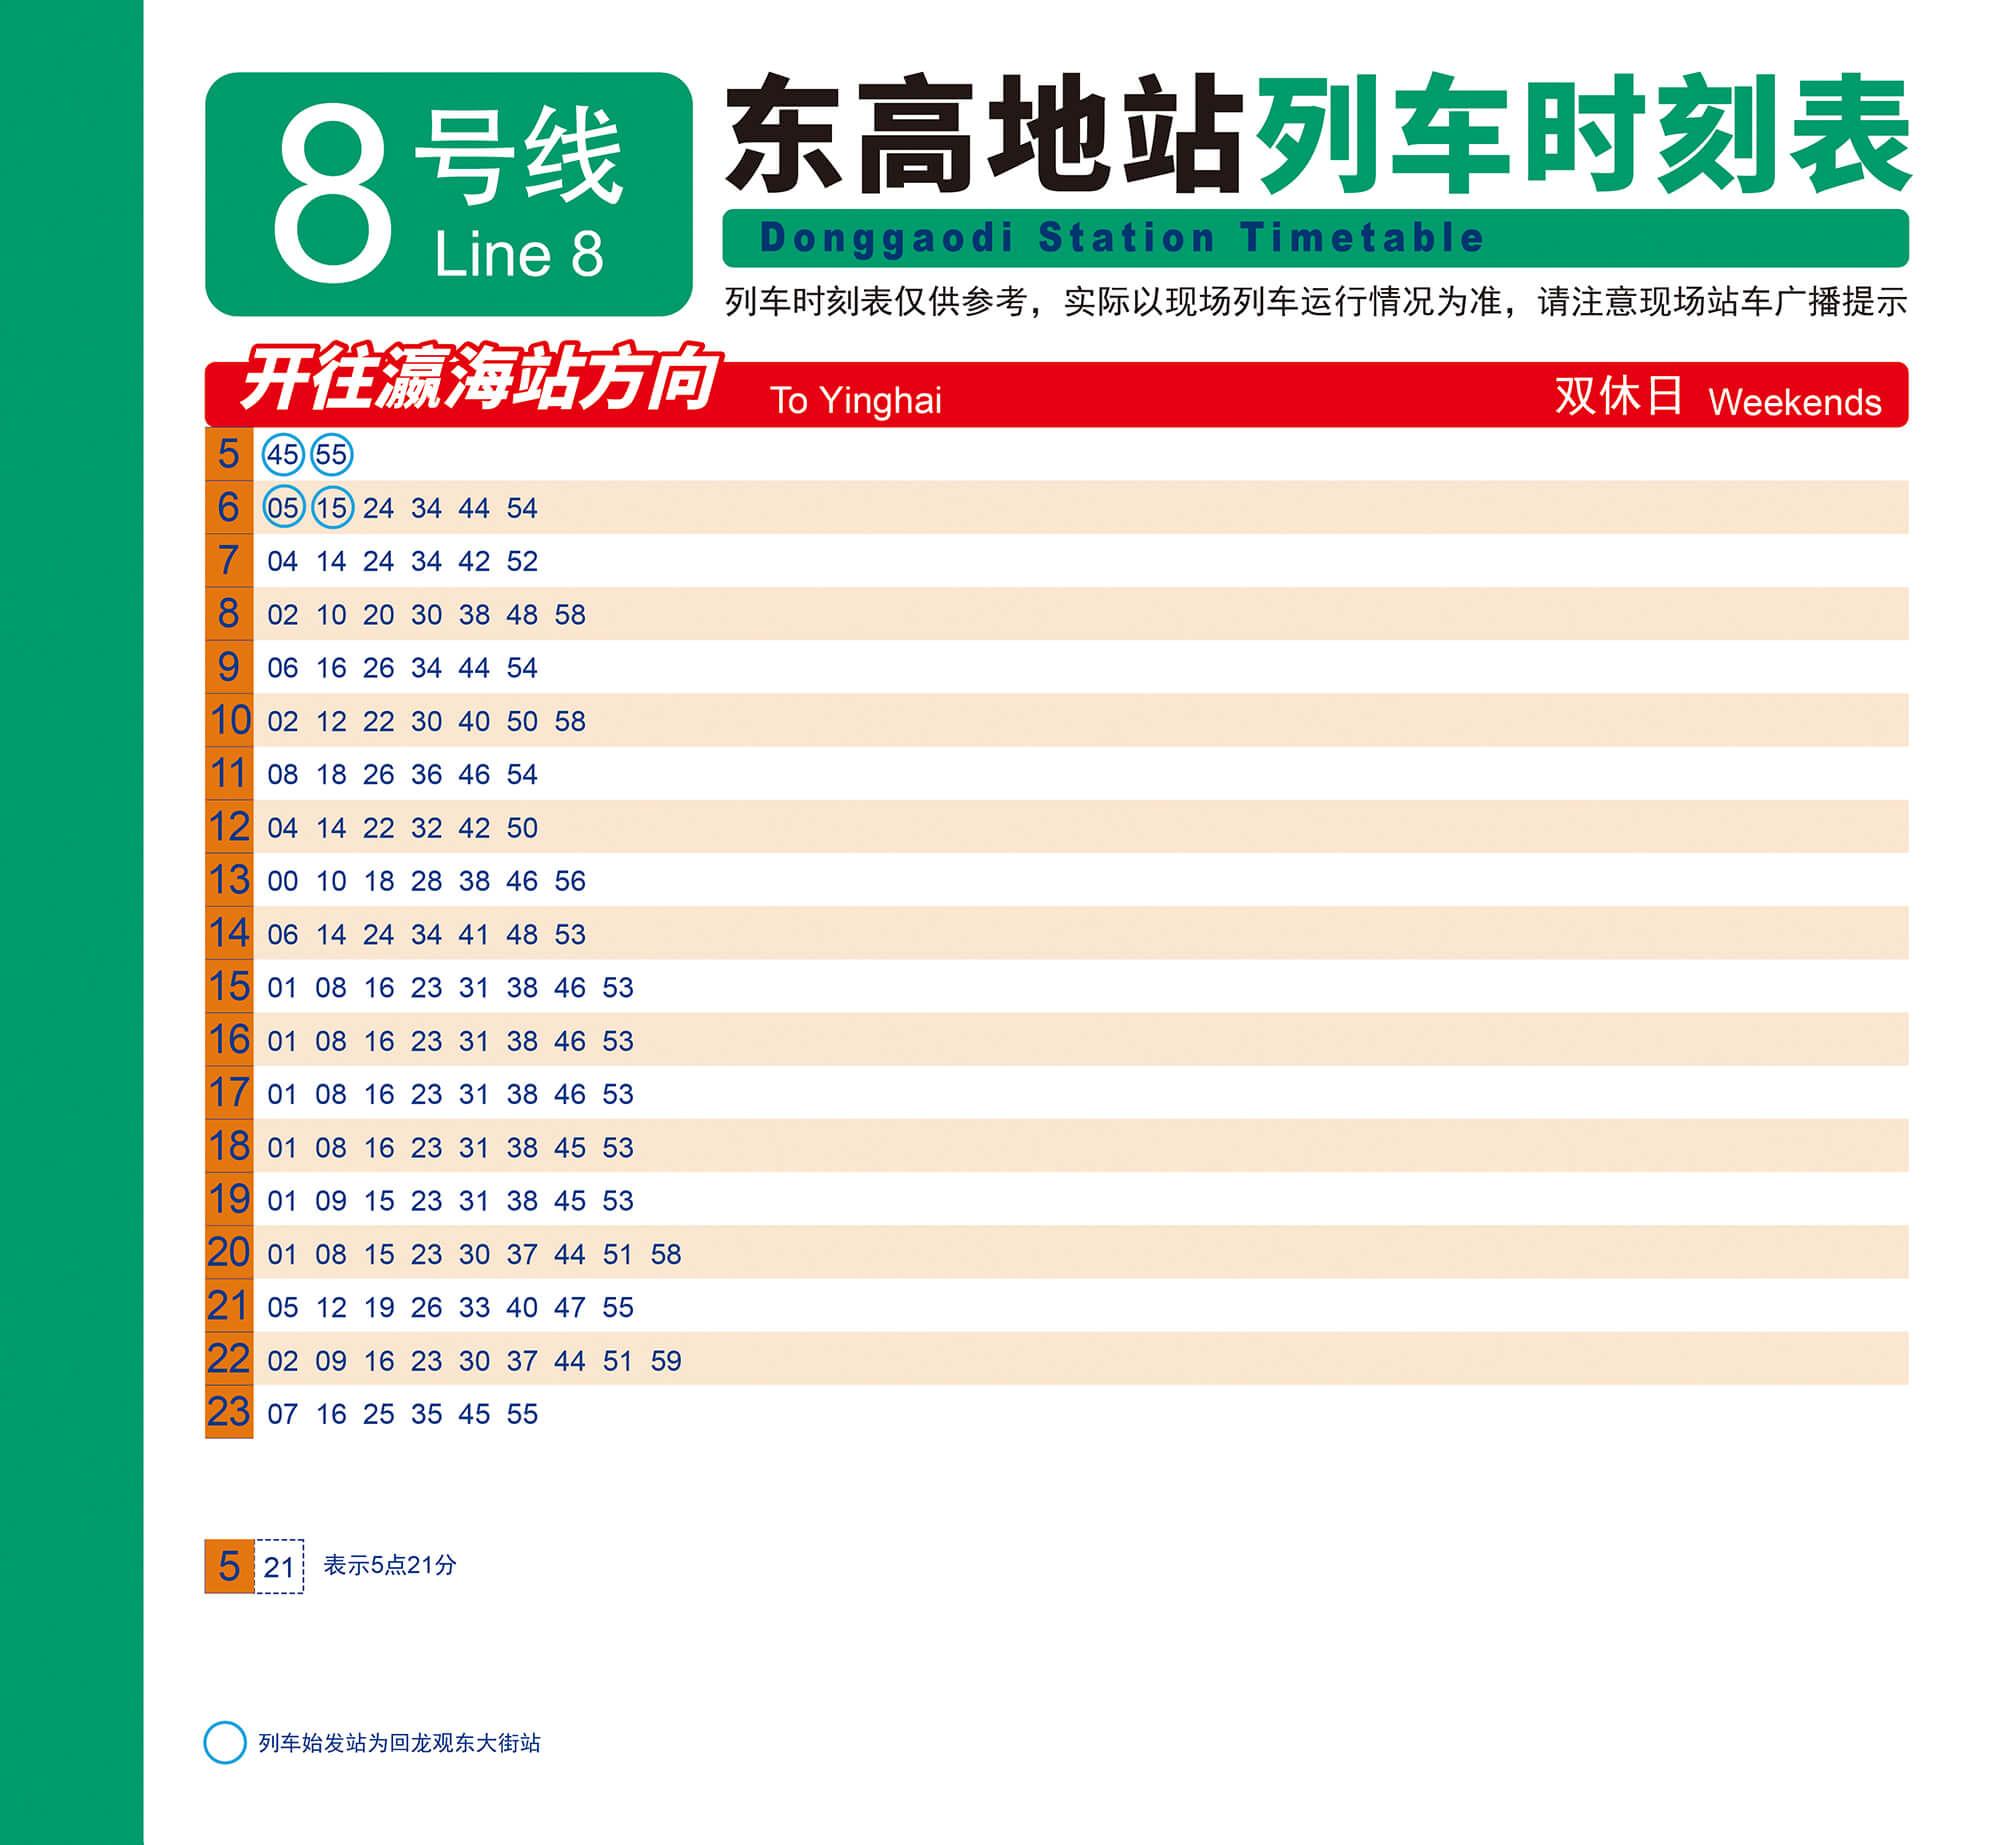 8号线
Line 8
东高地站列车时刻表
Donggaodi Station Timetable
列车时刻表仅供参考，实际以现场列车运行情况为准，请注意现场站车广播提示
开往瀛海站方向 To Yinghai 双休日 Weekends
5 45 55
6 05 15 24 34 44 54
7 04 14 24 34 42 52
8 02 10 20 30 38 48 58
9 06 16 26 34 44 54
10 02 12 22 30 40 50 58
11 08 18 26 36 46 54
12 04 14 22 32 42 50
13 00 10 18 28 38 46 56
14 06 14 24 34 41 48 53
15 01 08 16 23 31 38 46 53
16 01 08 16 23 31 38 46 53
17 01 08 16 23 31 38 46 53
18 01 08 16 23 31 38 45 53
19 01 09 15 23 31 38 45 53
20 01 08 15 23 30 37 44 51 58
21 05 12 19 26 33 40 47 55
22 02 09 16 23 30 37 44 51 59
23 07 16 25 35 45 55
5 21 表示5点21分
列车始发站为回龙观东大街站